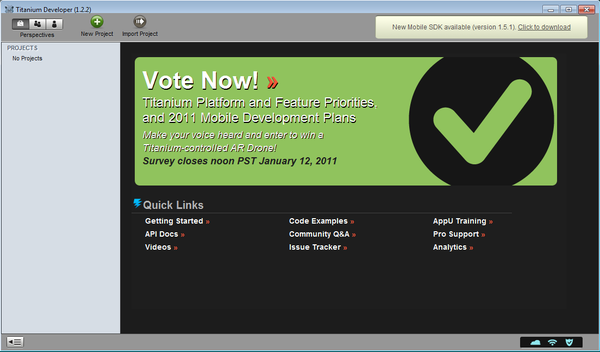 Titanium Developer (1.2.2)
Perspectives
New Project
Import Project
New Mobile SDK available (version 1.5.1). Click to download
PROJECTS
No Projects
Vote Now! »
Titanium Platform and Feature Priorities
and 2011 Mobile Development Plans
Make your voice heard and enter to win a
Titanium-controlled AR Drone!
Survey closes noon PST January 12, 2011
Quick Links
Getting Started »
Code Examples »
AppU Training »
API Docs »
Community Q&A »
Pro Support »
Videos »
Issue Tracker »
Analytics »